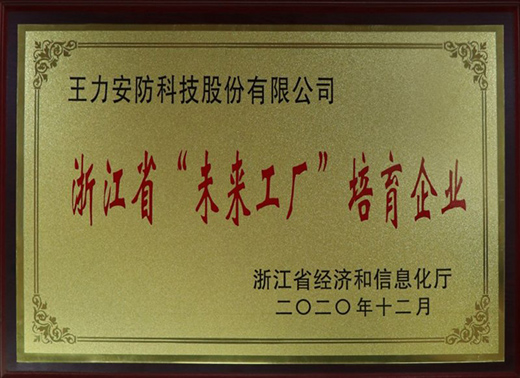 王力安防科技股份有限公司
浙江省“未来工厂”培育企业
浙江省经济和信息化厅
二〇二〇年十二月